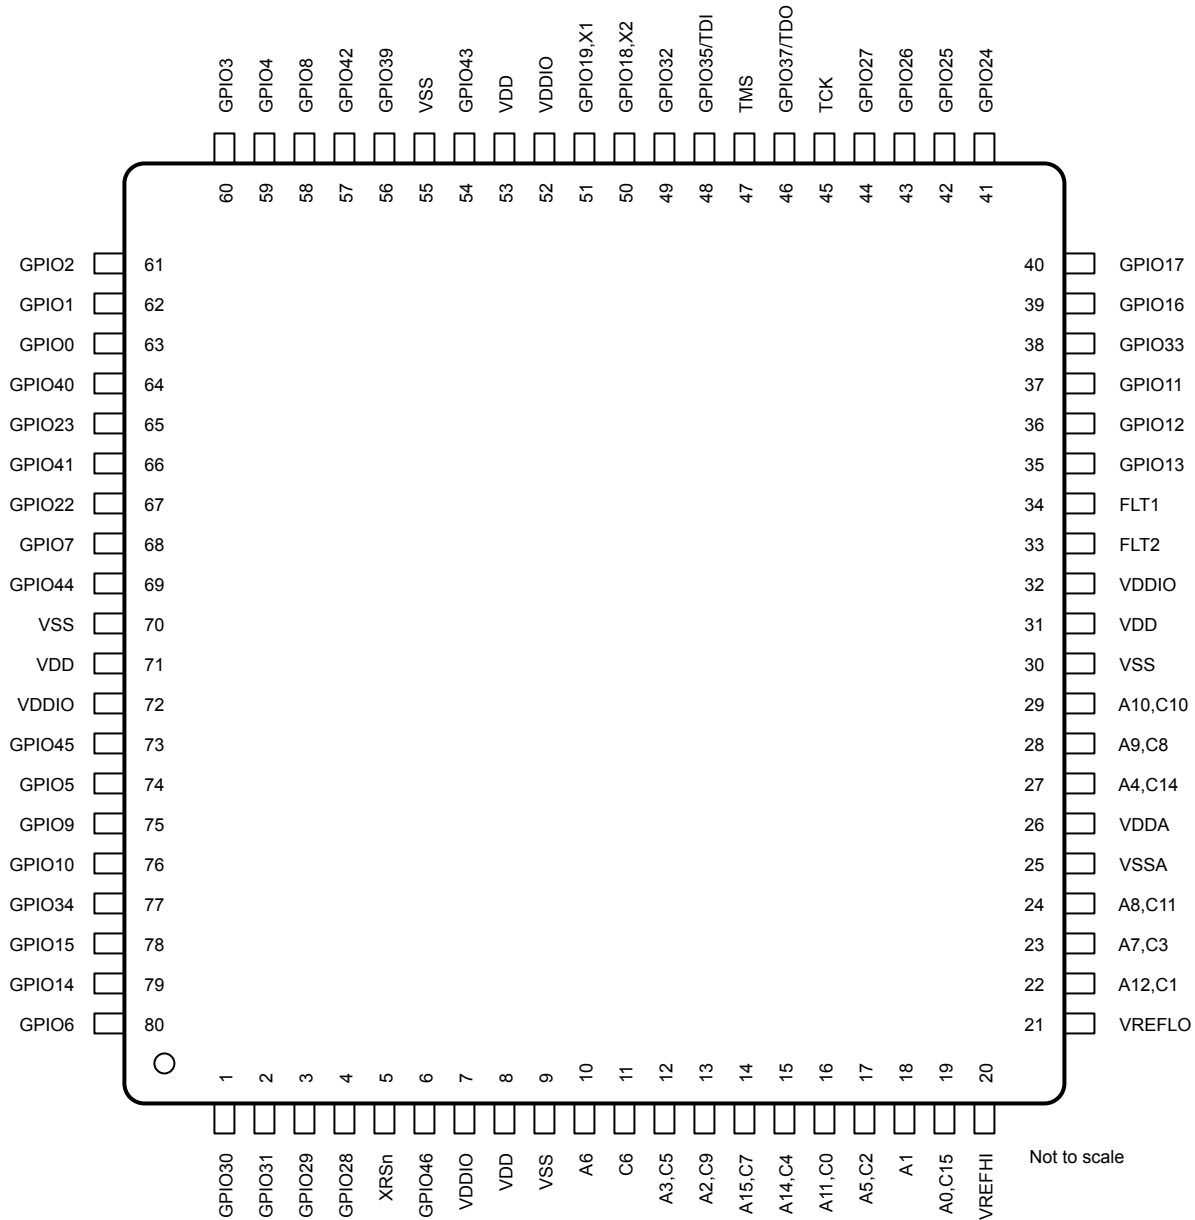 GPIO3
GPIO4
GPIO8
GPIO42
GPIO39
VSS
GPIO43
VDD
VDDIO
GPIO19,X1
GPIO18,X2
GPIO32
GPIO35/TDI
TMS
GPIO37/TDO
TCK
GPIO27
GPIO26
GPIO25
GPIO24
60
59
58
57
56
55
54
53
52
51
50
49
48
47
46
45
44
43
42
41
GPIO2 61 40 GPIO17
GPIO1 62 39 GPIO16
GPIO0 63 38 GPIO33
GPIO40 64 37 GPIO11
GPIO23 65 36 GPIO12
GPIO41 66 35 GPIO13
GPIO22 67 34 FLT1
GPIO7 68 33 FLT2
GPIO44 69 32 VDDIO
VSS 70 31 VDD
VDD 71 30 VSS
VDDIO 72 29 A10,C10
GPIO45 73 28 A9,C8
GPIO5 74 27 A4,C14
GPIO9 75 26 VDDA
GPIO10 76 25 VSSA
GPIO34 77 24 A8,C11
GPIO15 78 23 A7,C3
GPIO14 79 22 A12,C1
GPIO6 80 21 VREFLO
1
2
3
4
5
6
7
8
9
10
11
12
13
14
15
16
17
18
19
20
GPIO30
GPIO31
GPIO29
GPIO28
XRSn
GPIO46
VDDIO
VDD
VSS
A6
C6
A3,C5
A2,C9
A15,C7
A14,C4
A11,C0
A5,C2
A1
A0,C15
VREFHI
Not to scale